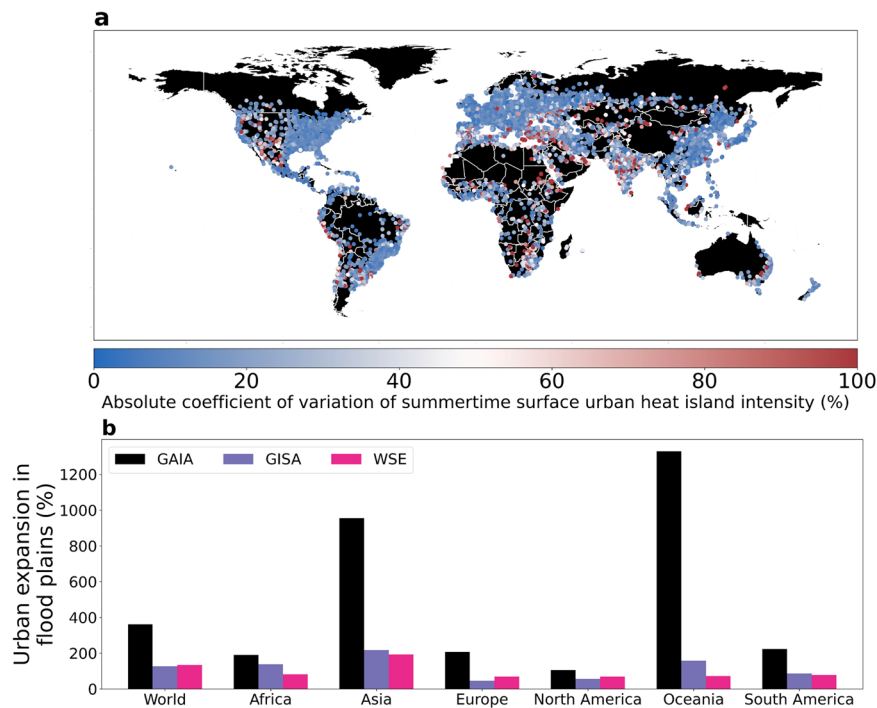 a
0 20 40 60 80 100
Absolute coefficient of variation of summertime surface urban heat island intensity (%)
b
GAIA GISA WSE
Urban expansion in
flood plains (%)
1200
1000
800
600
400
200
0
World Africa Asia Europe North America Oceania South America